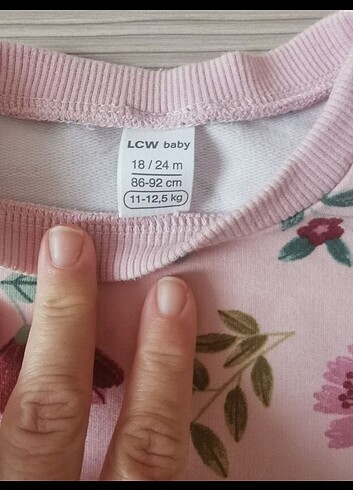 LCW baby
18 / 24 m
86-92 cm
11-12,5 kg